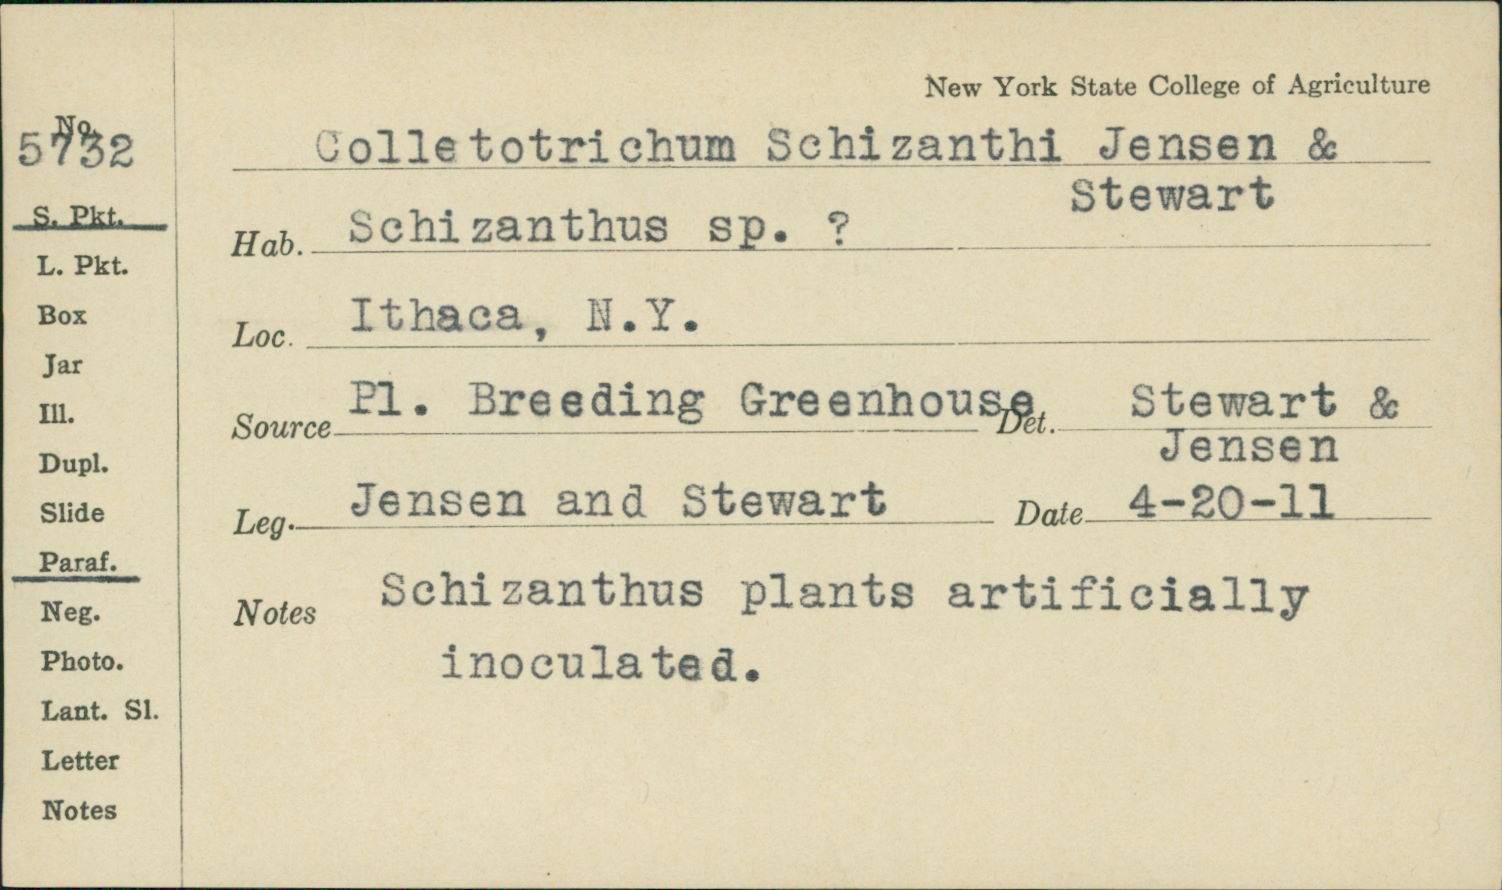 New York State College of Agriculture
No.
5732
Colletotrichum Schizanthi Jensen &
Stewart
S. Pkt.
L. Pkt.
Box
Jar
Ill.
Dupl.
Slide
Paraf.
Neg.
Photo.
Lant. Sl.
Letter
Notes
Hab. Schizanthus sp. ?
Loc. Ithaca, N.Y.
Source Pl. Breeding Greenhouse Det. Stewart &
Jensen
Leg. Jensen and Stewart Date 4-20-11
Notes Schizanthus plants artificially
inoculated.